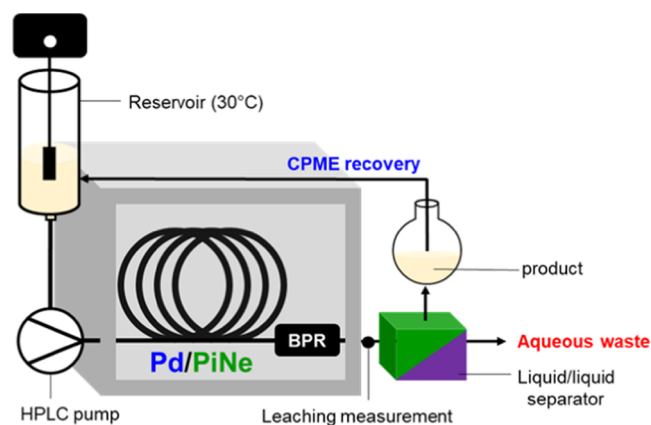 Reservoir (30°C)
CPME recovery
product
BPR
Pd/PiNe
Aqueous waste
Liquid/liquid
separator
HPLC pump
Leaching measurement